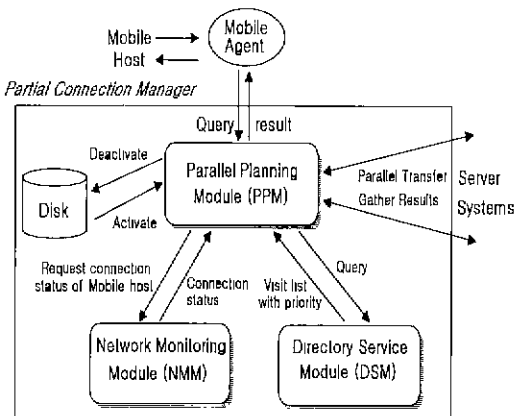 Mobile
Host
Mobile
Agent
Partial Connection Manager
Query result
Deactivate
Disk
Activate
Parallel Planning
Module (PPM)
Parallel Transfer
Gather Results
Server
Systems
Request connection
status of Mobile host
Connection
status
Visit list
with priority
Query
Network Monitoring
Module (NMM)
Directory Service
Module (DSM)